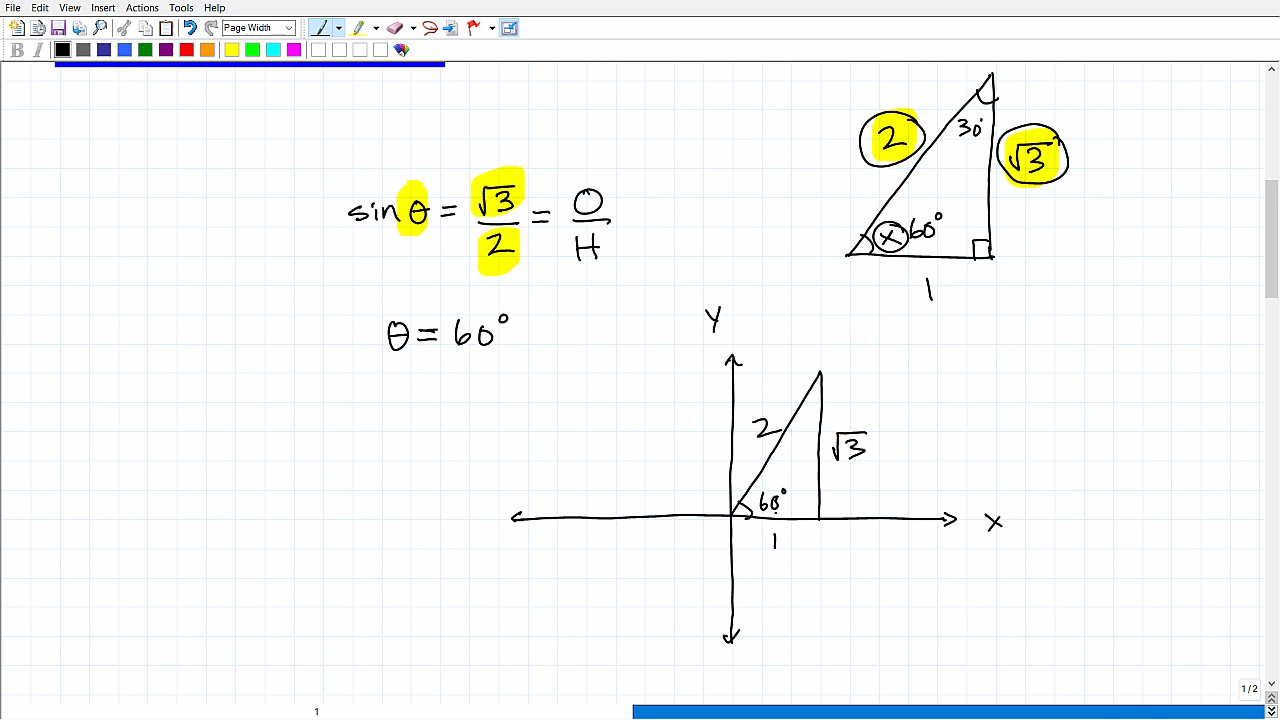 File Edit View Insert Actions Tools Help
Page Width
B I
2
30°
√3
sin θ = √3/2 = O/H
x 60°
1
θ = 60°
Y
2
√3
60°
x
1
1/2
1